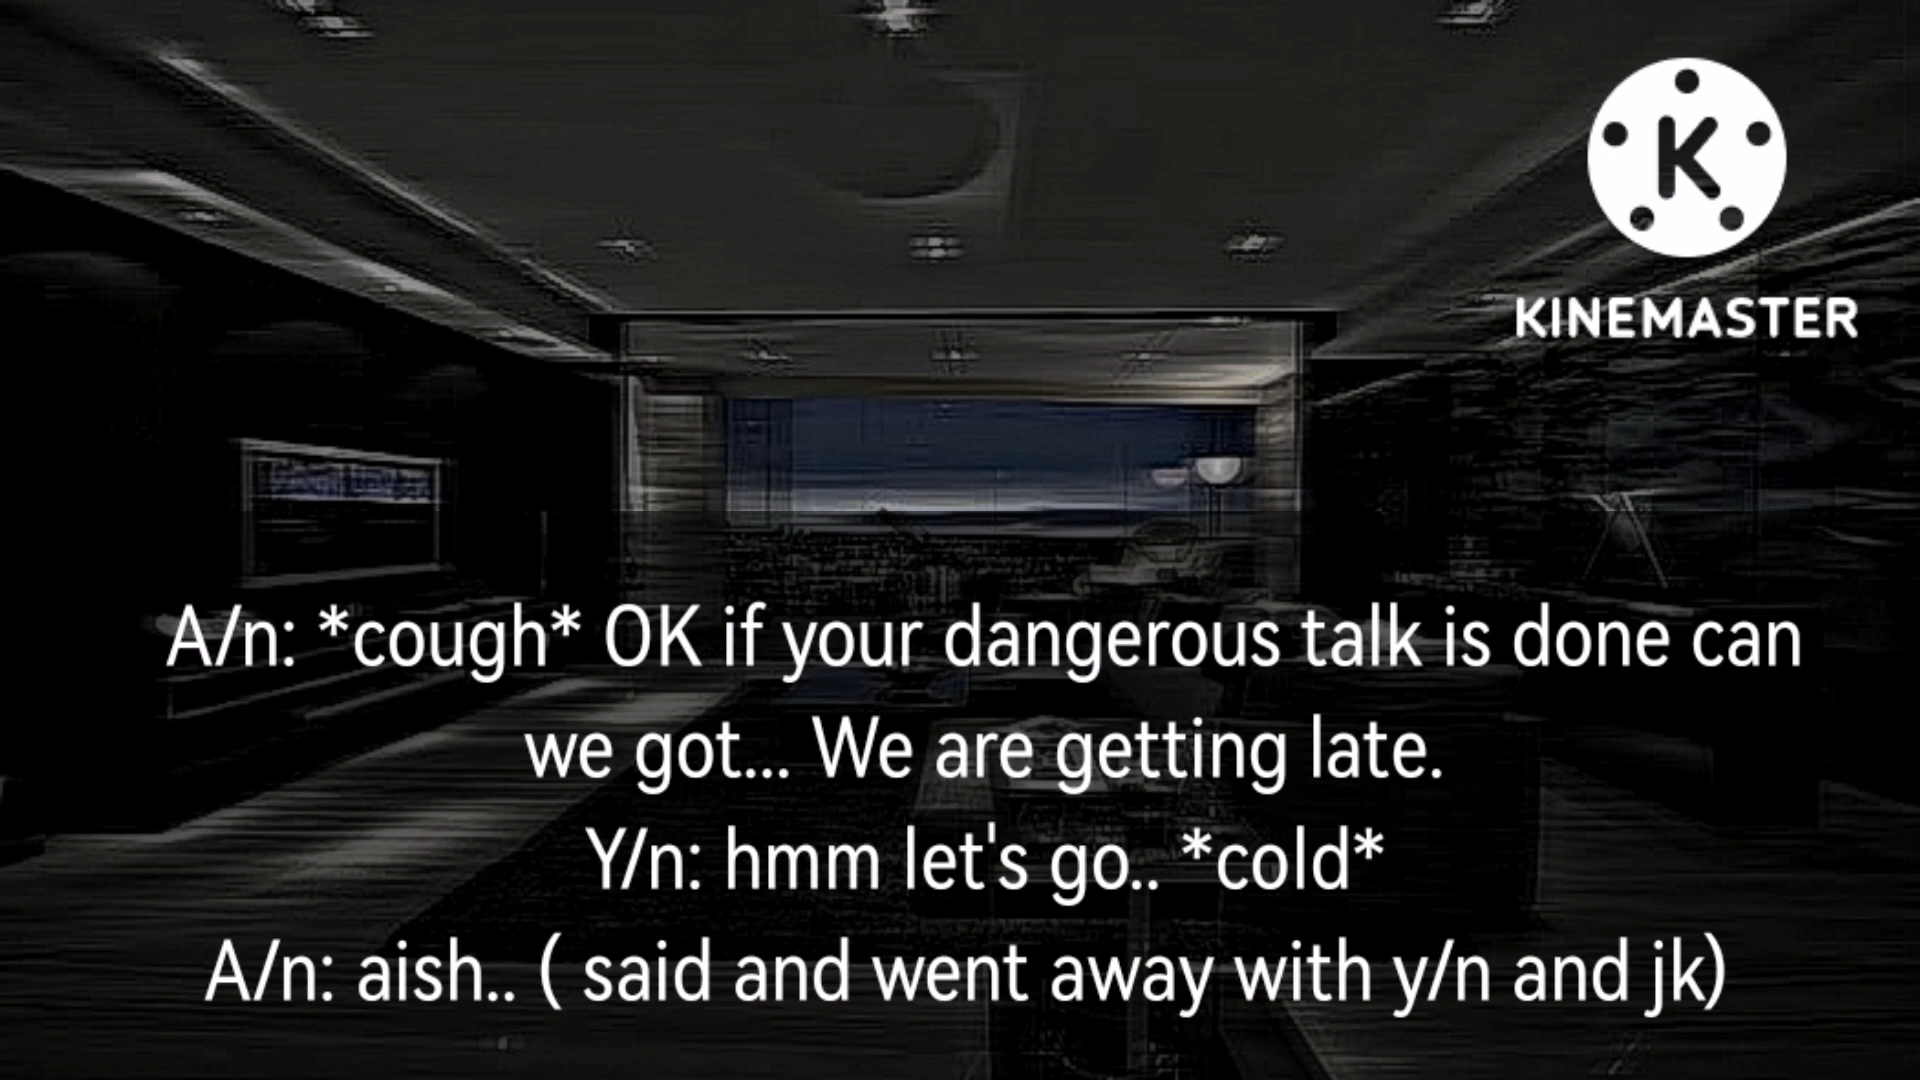 K
KINEMASTER
A/n: *cough* OK if your dangerous talk is done can
we got... We are getting late.
Y/n: hmm let's go.. *cold*
A/n: aish.. ( said and went away with y/n and jk)